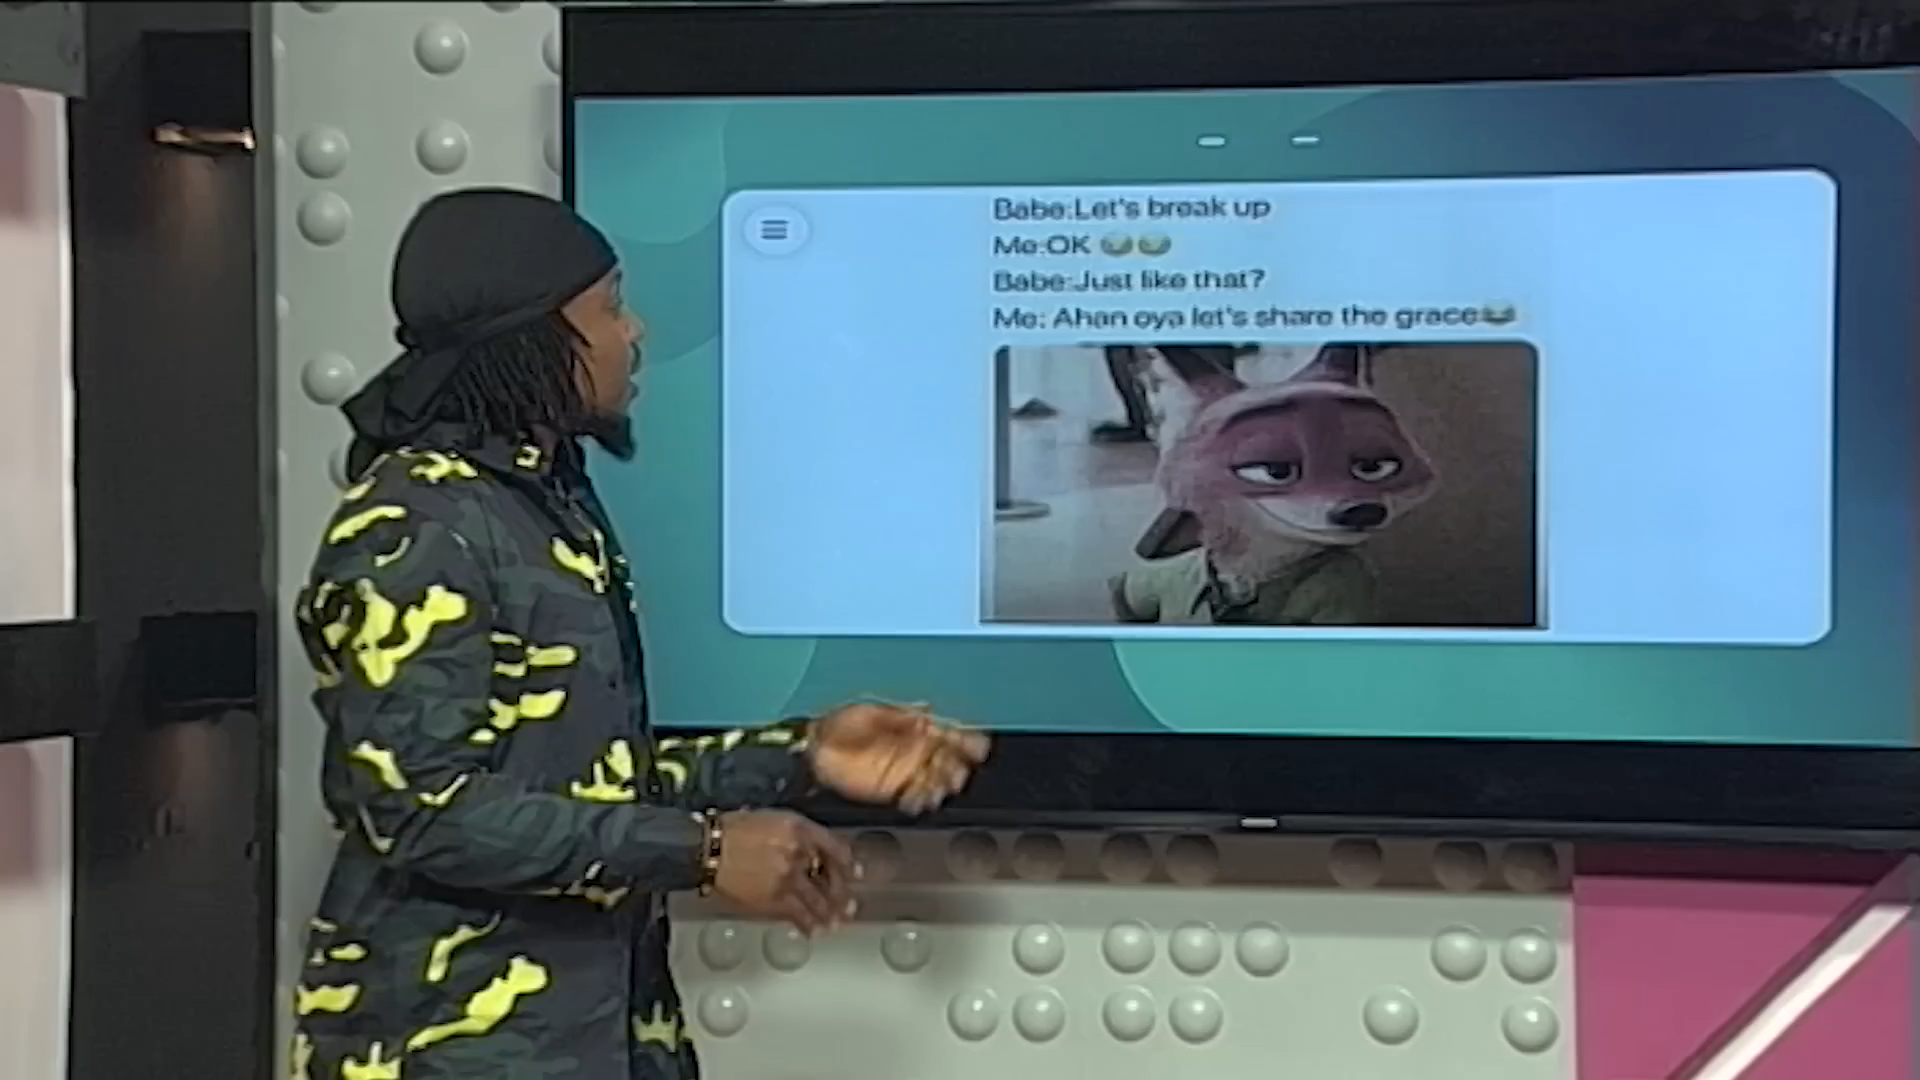 Babe:Let's break up
Me:OK 😂😂
Babe:Just like that?
Me: Ahan oya let's share the grace😂